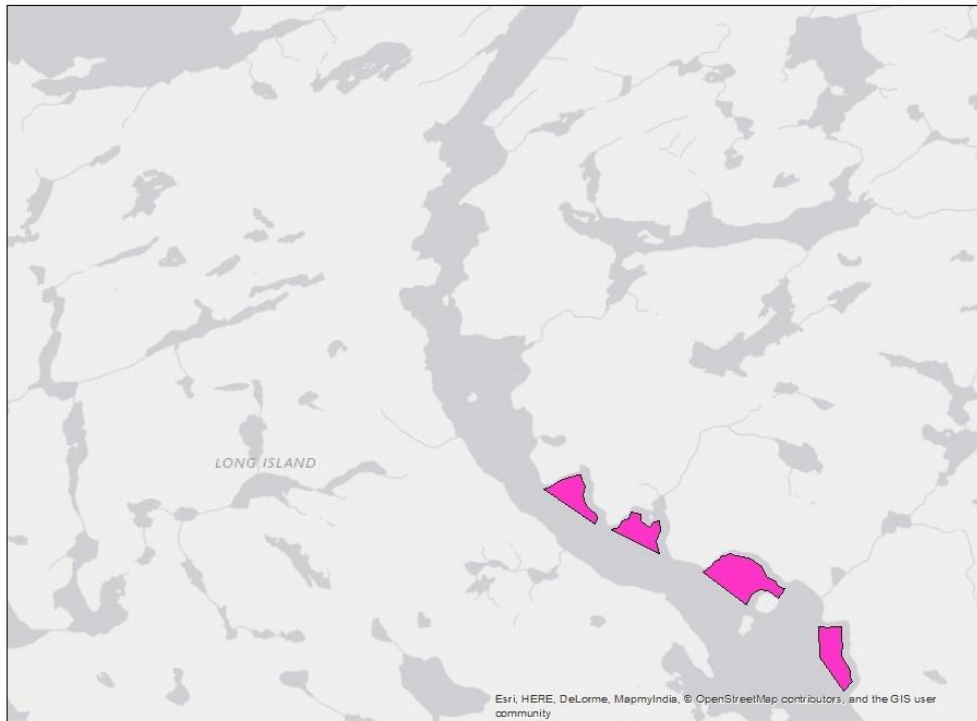 LONG ISLAND
Esri, HERE, DeLorme, MapmyIndia, © OpenStreetMap contributors, and the GIS user
community